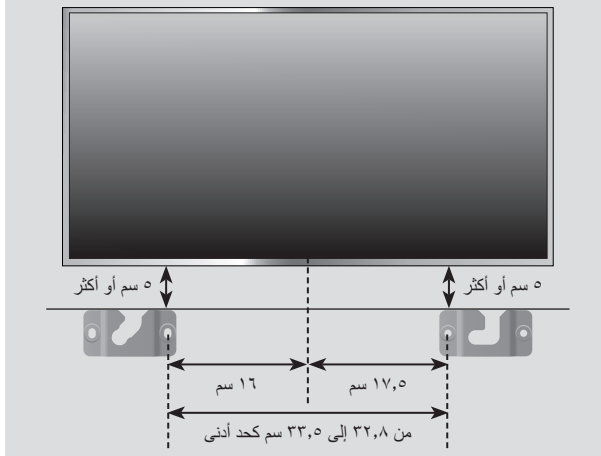 ٥ سم أو أكثر
٥ سم أو أكثر
١٧,٥ سم
١٦ سم
من ٣٢,٨ إلى ٣٣,٥ سم كحد أدنى